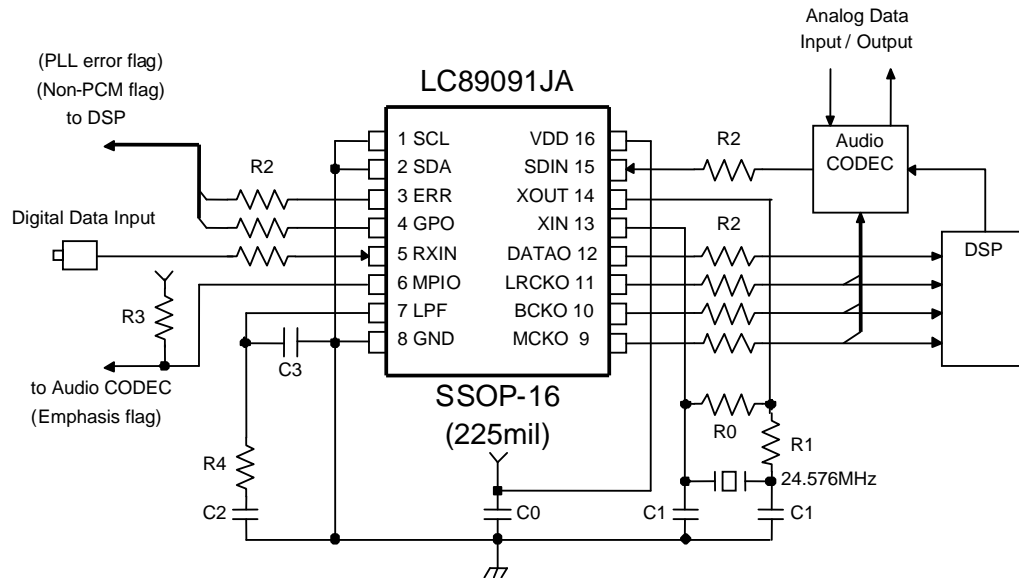 Analog Data
Input / Output
(PLL error flag)
(Non-PCM flag)
to DSP
LC89091JA
1 SCL
2 SDA
3 ERR
4 GPO
5 RXIN
6 MPIO
7 LPF
8 GND
VDD 16
SDIN 15
XOUT 14
XIN 13
DATAO 12
LRCKO 11
BCKO 10
MCKO 9
R2
Audio
CODEC
R2
R2
DSP
Digital Data Input
R3
C3
to Audio CODEC
(Emphasis flag)
SSOP-16
(225mil)
R0
R1
R4
24.576MHz
C2
C0
C1
C1